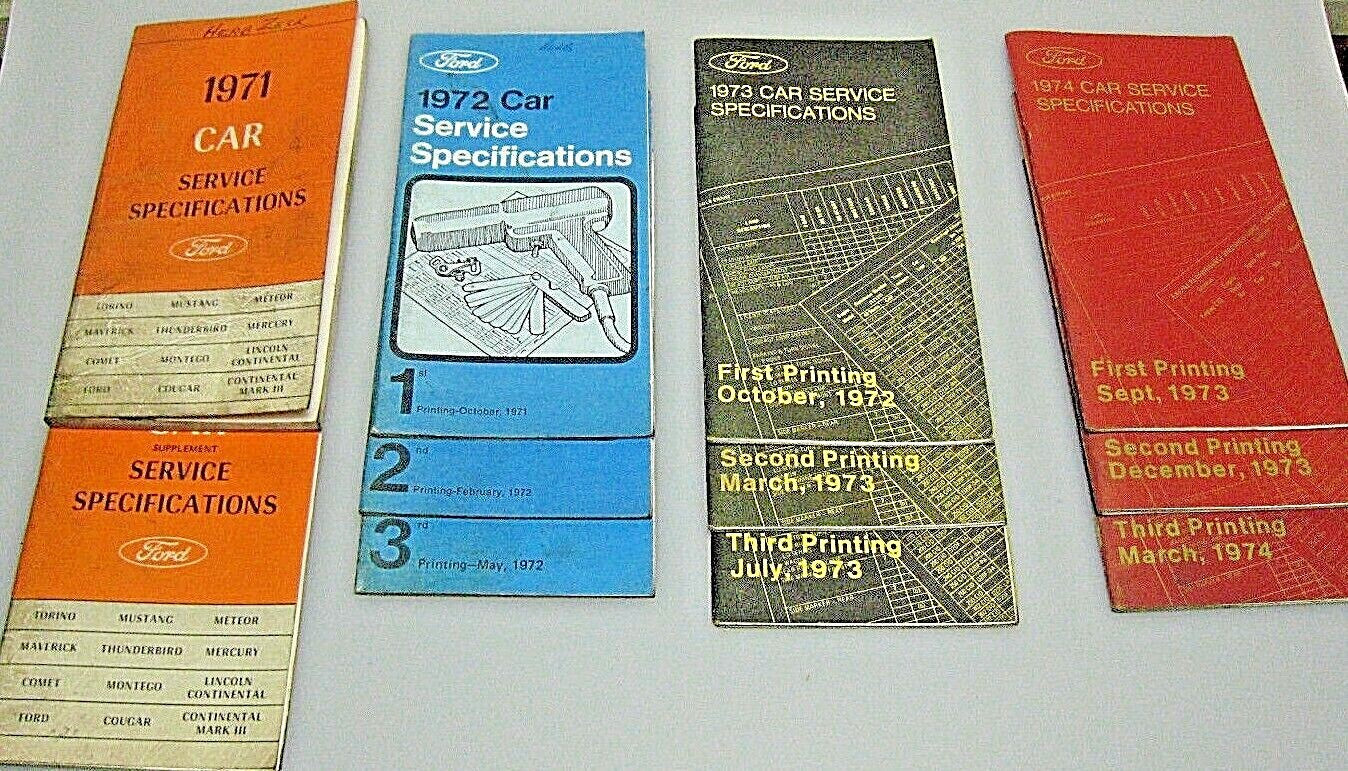 1971
CAR
SERVICE
SPECIFICATIONS
Ford
TORINO MUSTANG METEOR
MAVERICK THUNDERBIRD MERCURY
COMET MONTEGO LINCOLN CONTINENTAL
FORD COUGAR CONTINENTAL MARK III
SUPPLEMENT
SERVICE
SPECIFICATIONS
Ford
TORINO MUSTANG METEOR
MAVERICK THUNDERBIRD MERCURY
COMET MONTEGO LINCOLN CONTINENTAL
FORD COUGAR CONTINENTAL MARK III
Ford
1972 Car
Service
Specifications
1st Printing-October, 1971
2nd Printing-February, 1972
3rd Printing-May, 1972
Ford
1973 CAR SERVICE
SPECIFICATIONS
First Printing
October, 1972
Second Printing
March, 1973
Third Printing
July, 1973
Ford
1974 CAR SERVICE
SPECIFICATIONS
First Printing
Sept, 1973
Second Printing
December, 1973
Third Printing
March, 1974